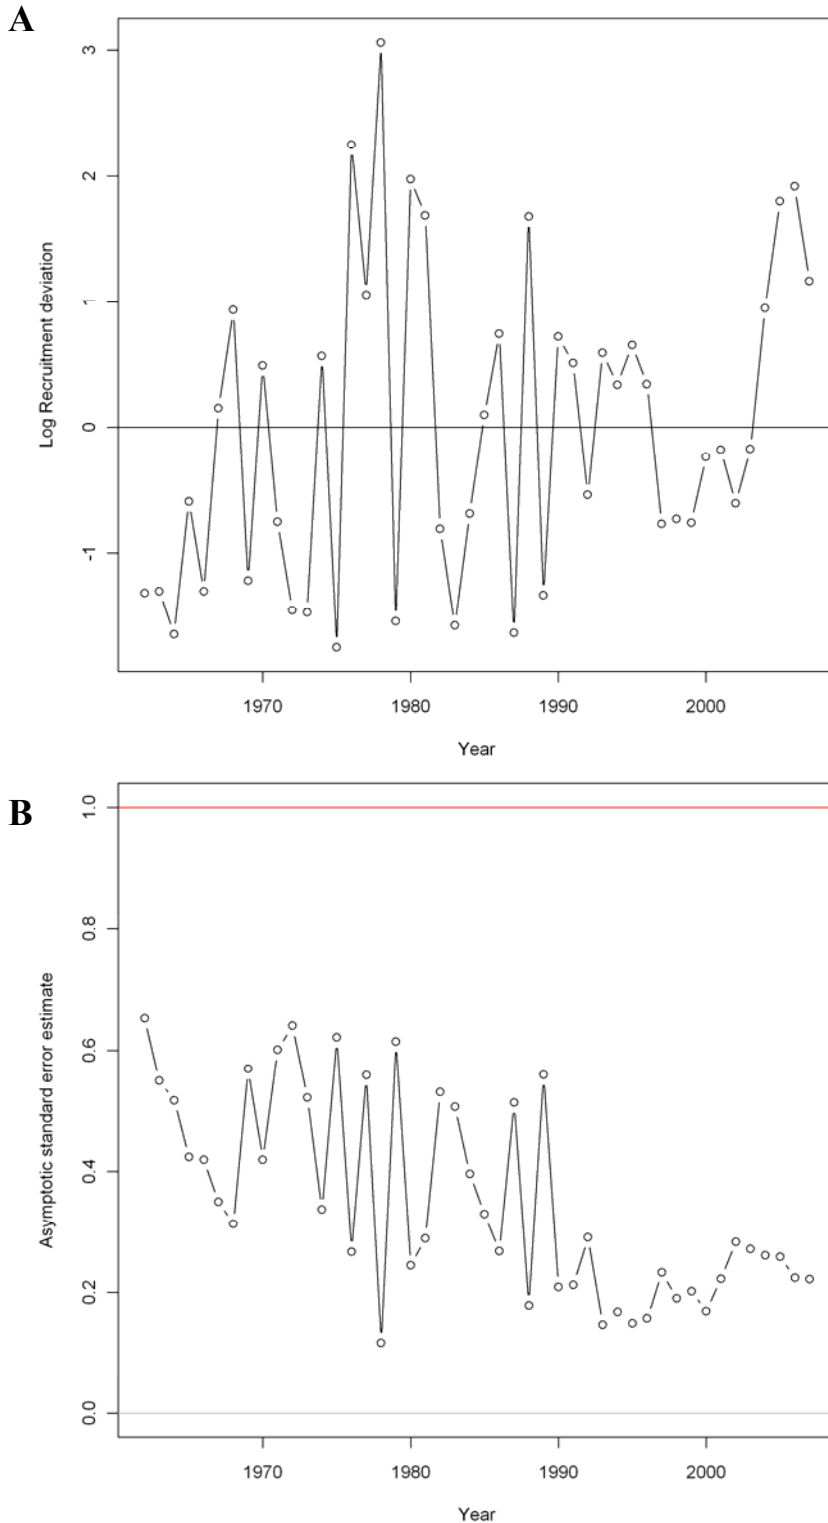 A
3
2
1
0
-1
Log Recruitment deviation
1970 1980 1990 2000
Year
B
1.0
0.8
0.6
0.4
0.2
0.0
Asymptotic standard error estimate
1970 1980 1990 2000
Year